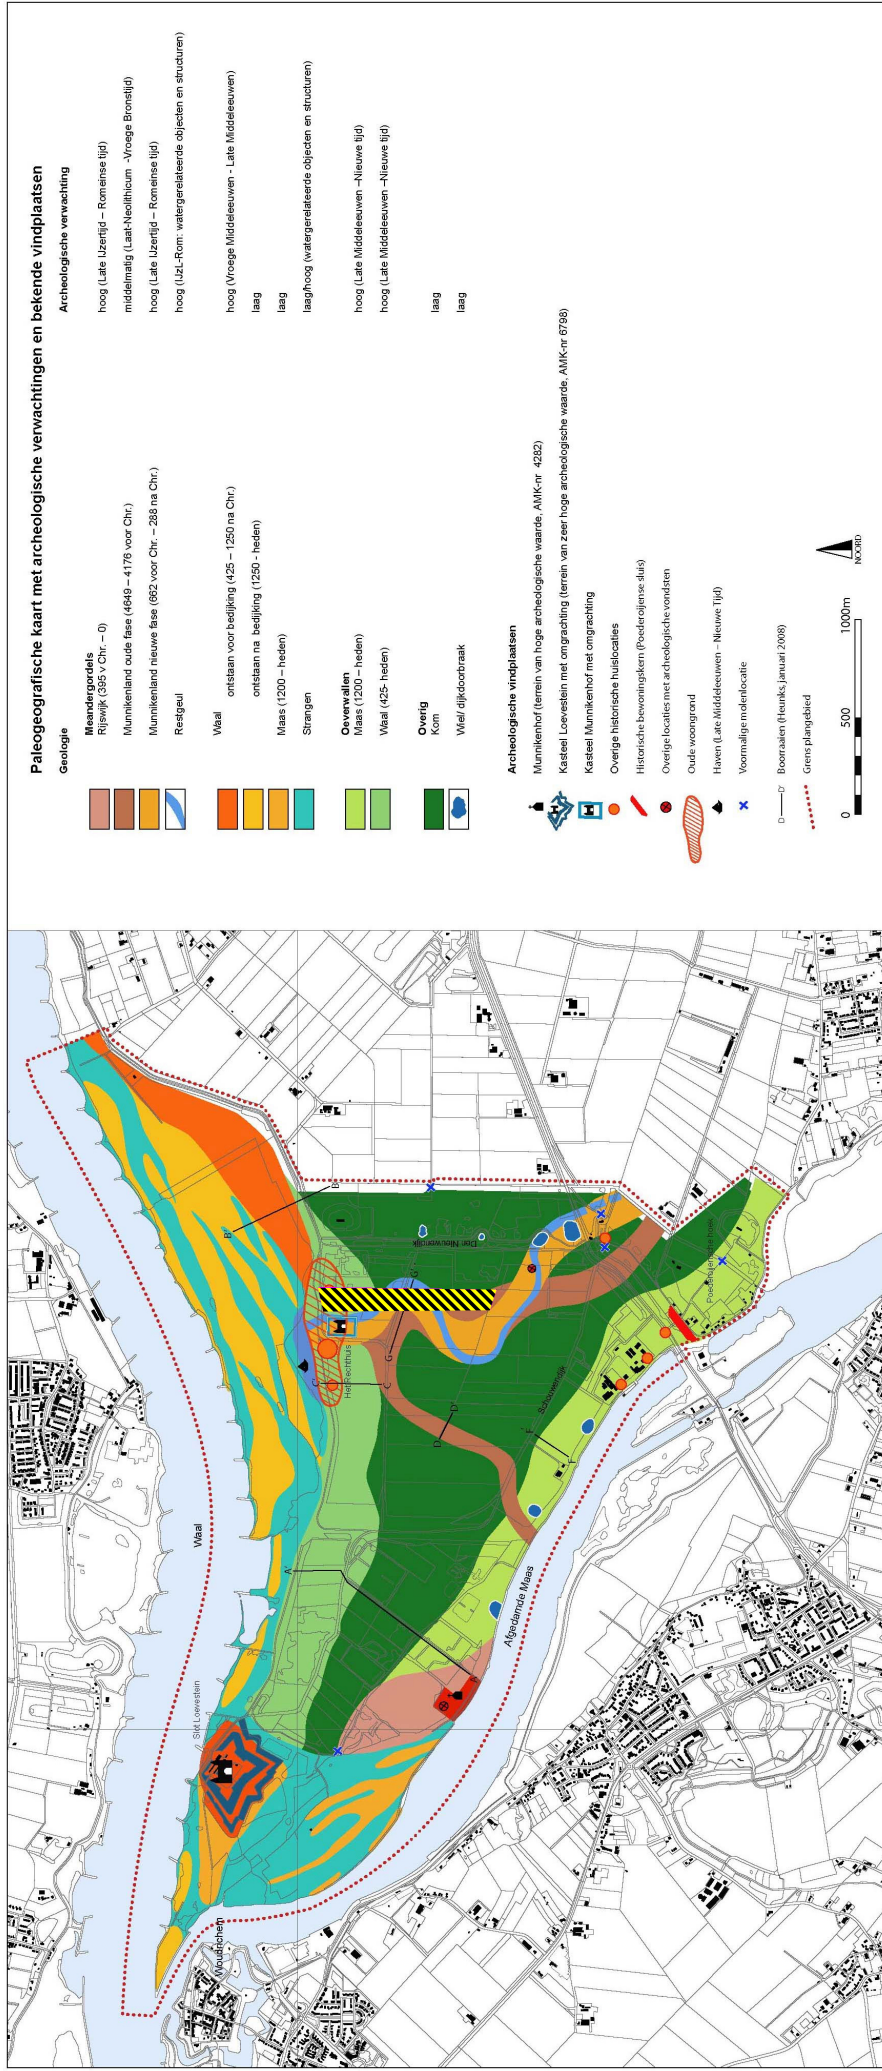 Paleogeografische kaart met archeologische verwachtingen en bekende vindplaatsen
Geologie
Archeologische verwachting
Meandergordels
Rijswijk (395 v Chr. – 0)
hoog (Late IJzertijd – Romeinse tijd)
Munnikenland oude fase (4649 – 4176 voor Chr.)
middelmatig (Laat-Neolithicum -Vroege Bronstijd)
Munnikenland nieuwe fase (662 voor Chr. – 288 na Chr.)
hoog (Late IJzertijd – Romeinse tijd)
Restgeul
hoog (IJzL-Rom: watergerelateerde objecten en structuren)
Waal
ontstaan voor bedijking (425 – 1250 na Chr.)
hoog (Vroege Middeleeuwen - Late Middeleeuwen)
ontstaan na bedijking (1250 - heden)
laag
Maas (1200 – heden)
laag
Strangen
laag/hoog (watergerelateerde objecten en structuren)
Oeverwallen
Maas (1200 – heden)
hoog (Late Middeleeuwen –Nieuwe tijd)
Waal (425- heden)
hoog (Late Middeleeuwen –Nieuwe tijd)
Overig
Kom
laag
Wiel/ dijkdoorbraak
laag
Archeologische vindplaatsen
Munnikenhof (terrein van hoge archeologische waarde, AMK-nr 4282)
Kasteel Loevestein met omgrachting (terrein van zeer hoge archeologische waarde, AMK-nr 6798)
Kasteel Munnikenhof met omgrachting
Overige historische huislocaties
Historische bewoningskern (Poederoijense sluis)
Overige locaties met archeologische vondsten
Oude woongrond
Haven (Late Middeleeuwen – Nieuwe Tijd)
Voormalige molenlocatie
D D' Boorraaien (Heunks, januari 2008)
Grens plangebied
0 500 1000m
NOORD
Waal
Slot Loevestein
Woudrichem
Afgedamde Maas
Het Rechthuis
Den Nieuwendijk
Schouwendijk
Poederoijensche hoek
A'
A
B'
B
C'
C
D
D'
F'
F
G
G'